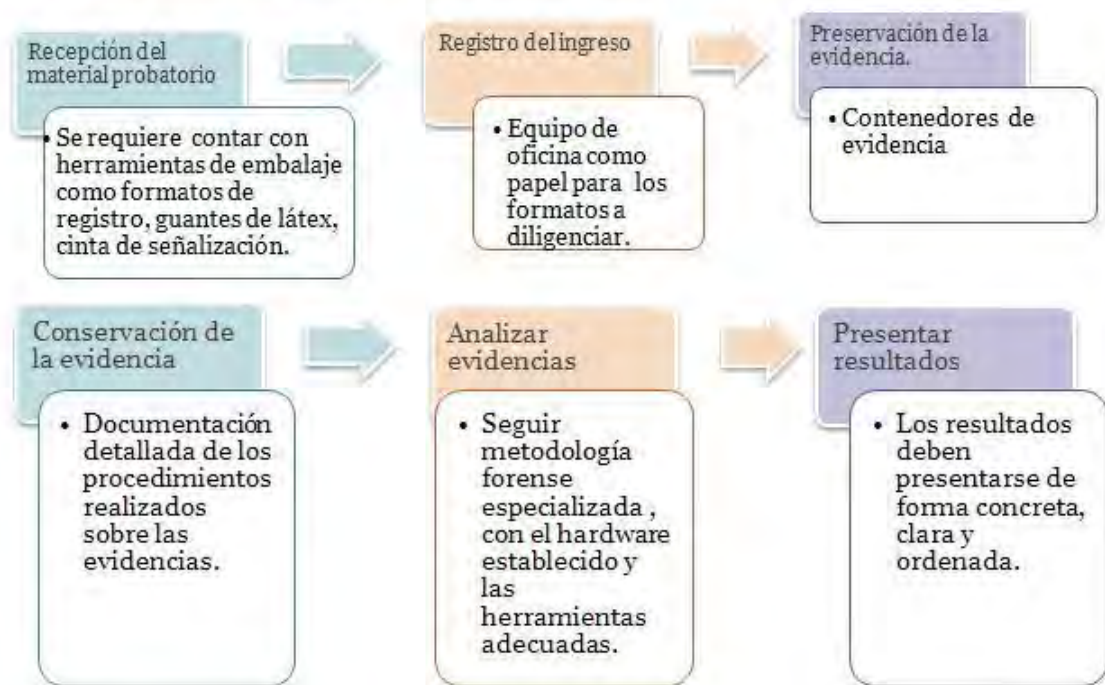 Recepción del
material probatorio
• Se requiere contar con
herramientas de embalaje
como formatos de
registro, guantes de látex,
cinta de señalización.
Registro del ingreso
• Equipo de
oficina como
papel para los
formatos a
diligenciar.
Preservación de la
evidencia.
• Contenedores de
evidencia
Conservación de
la evidencia
• Documentación
detallada de los
procedimientos
realizados
sobre las
evidencias.
Analizar
evidencias
• Seguir
metodología
forense
especializada ,
con el hardware
establecido y
las
herramientas
adecuadas.
Presentar
resultados
• Los resultados
deben
presentarse de
forma concreta,
clara y
ordenada.